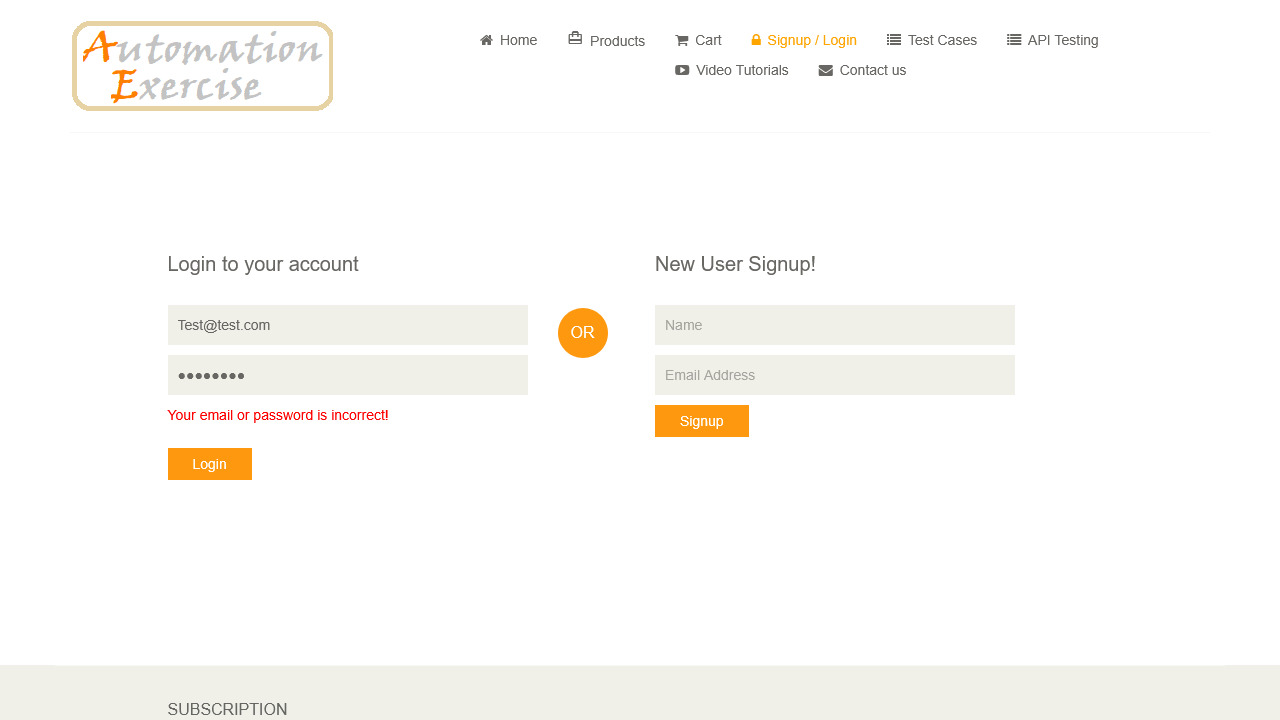 Automation
Exercise
Home
Products
Cart
Signup / Login
Test Cases
API Testing
Video Tutorials
Contact us
Login to your account
Test@test.com
••••••••
Your email or password is incorrect!
Login
OR
New User Signup!
Name
Email Address
Signup
SUBSCRIPTION